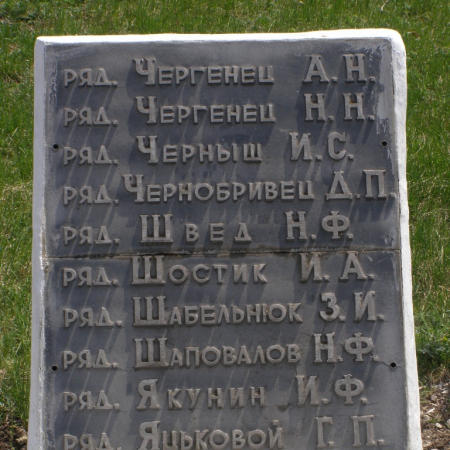 ряд. Чергенец А.Н.
ряд. Чергенец Н.Н.
ряд. Черныш И.С.
ряд. Чернобривец Д.П
ряд. Швед Н.Ф.
ряд. Шостик И.А.
ряд. Шабельнюк З.И.
ряд. Шаповалов Н.Ф.
ряд. Якунин И.Ф.
ряд. Яцьковой Г.П.